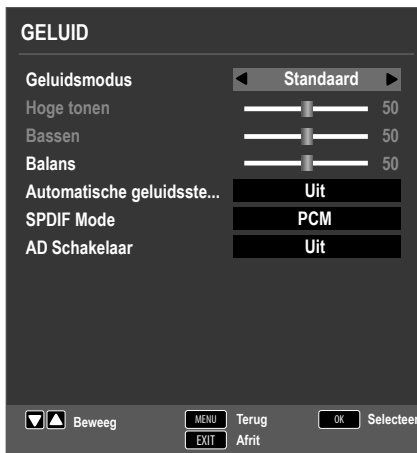 GELUID
Geluidsmodus Standaard
Hoge tonen 50
Bassen 50
Balans 50
Automatische geluidsste... Uit
SPDIF Mode PCM
AD Schakelaar Uit
Beweeg MENU Terug OK Selecteer
EXIT Afrit